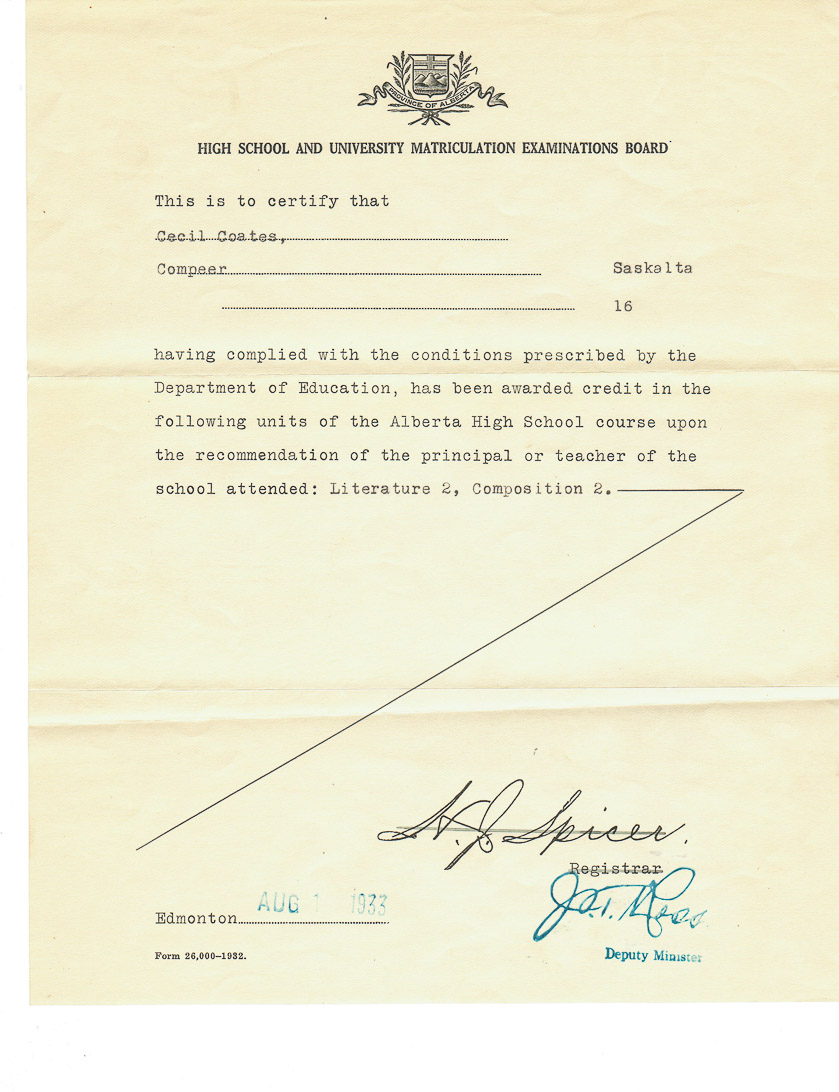 PROVINCE OF ALBERTA
HIGH SCHOOL AND UNIVERSITY MATRICULATION EXAMINATIONS BOARD
This is to certify that
Cecil Coates,
Compeer Saskalta
16
having complied with the conditions prescribed by the
Department of Education, has been awarded credit in the
following units of the Alberta High School course upon
the recommendation of the principal or teacher of the
school attended: Literature 2, Composition 2.
Spicer.
Registrar
J.T. Ross
Edmonton AUG 1 1933
Form 26,000-1932.
Deputy Minister